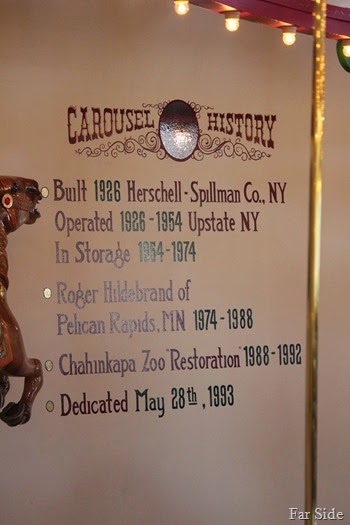 CAROUSEL HISTORY
Built 1926 Herschell-Spillman Co., NY
Operated 1926-1954 Upstate NY
In Storage 1954-1974
Roger Hildebrand of
Pelican Rapids, MN 1974-1988
Chahinkapa Zoo "Restoration" 1988-1992
Dedicated May 28th, 1993
Far Side